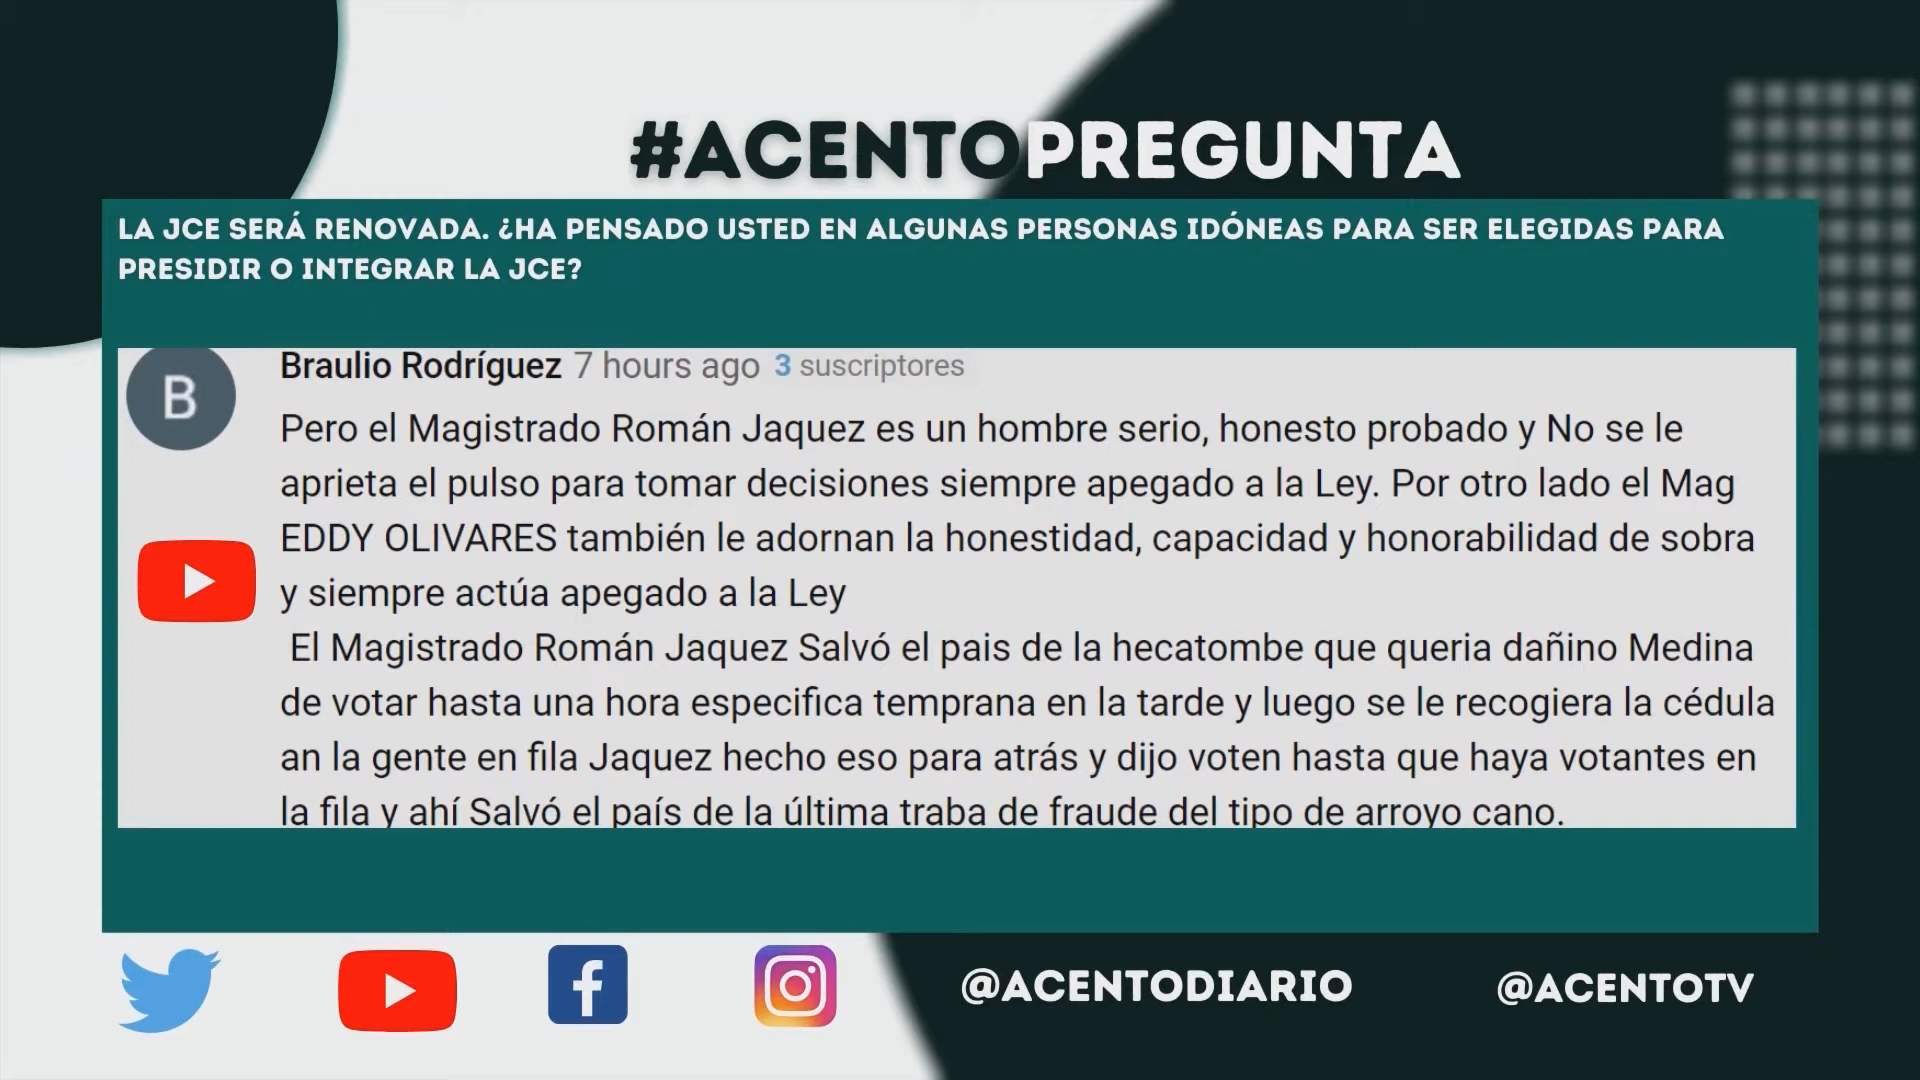 #ACENTOPREGUNTA
LA JCE SERÁ RENOVADA. ¿HA PENSADO USTED EN ALGUNAS PERSONAS IDÓNEAS PARA SER ELEGIDAS PARA
PRESIDIR O INTEGRAR LA JCE?
B
Braulio Rodríguez 7 hours ago 3 suscriptores
Pero el Magistrado Román Jaquez es un hombre serio, honesto probado y No se le
aprieta el pulso para tomar decisiones siempre apegado a la Ley. Por otro lado el Mag
EDDY OLIVARES también le adornan la honestidad, capacidad y honorabilidad de sobra
y siempre actúa apegado a la Ley
El Magistrado Román Jaquez Salvó el pais de la hecatombe que queria dañino Medina
de votar hasta una hora especifica temprana en la tarde y luego se le recogiera la cédula
an la gente en fila Jaquez hecho eso para atrás y dijo voten hasta que haya votantes en
la fila y ahí Salvó el país de la última traba de fraude del tipo de arroyo cano.
@ACENTODIARIO
@ACENTOTV